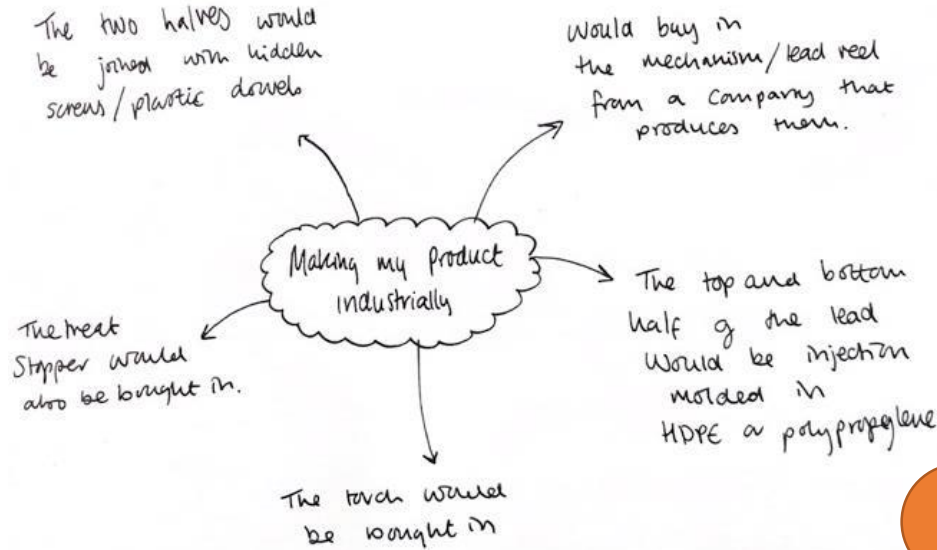 The two halves would
be joined with hidden
screws/plastic dowels
Would buy in
the mechanism/lead reel
from a company that
produces them.
Making my product
industrially
The top and bottom
half of the lead
Would be injection
molded in
HDPE or polypropylene
The treat
Stopper would
also be bought in.
The torch would
be bought in